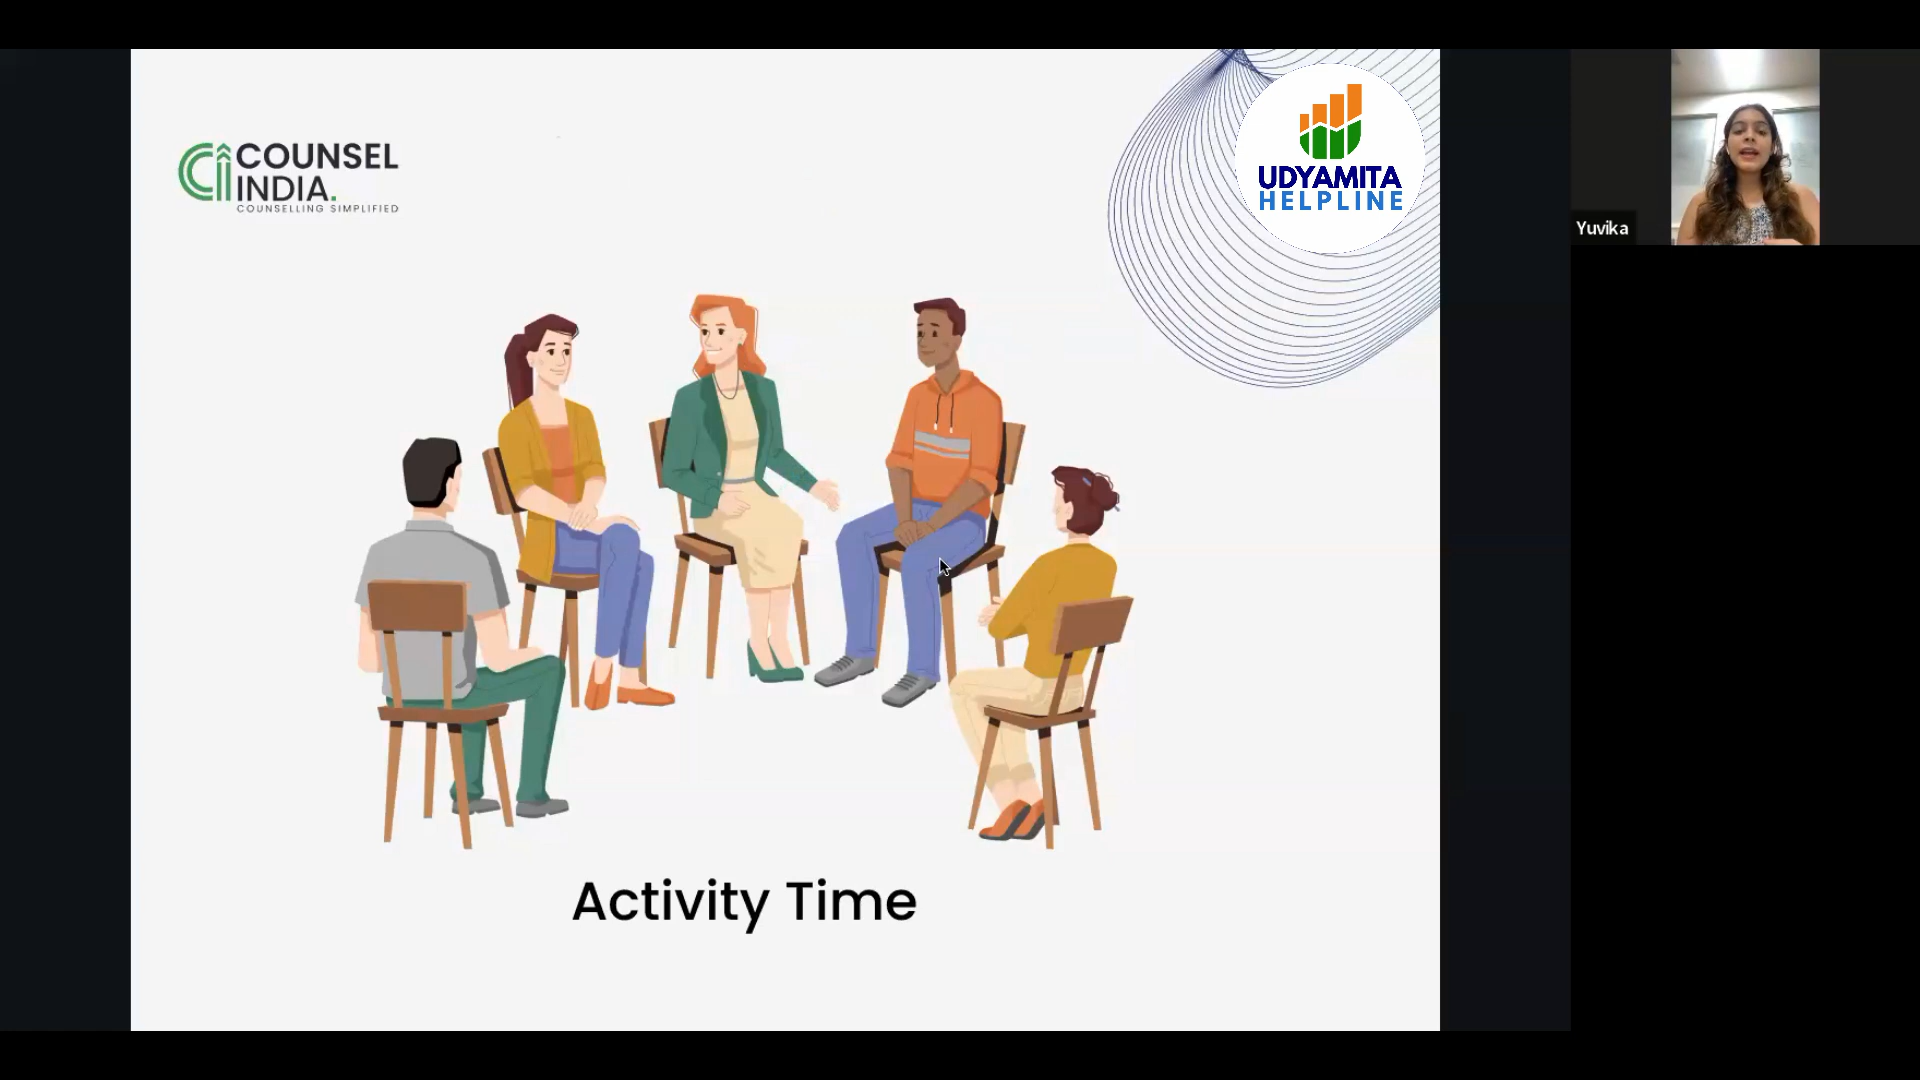 COUNSEL
INDIA.
COUNSELLING SIMPLIFIED
UDYAMITA
HELPLINE
Yuvika
Activity Time